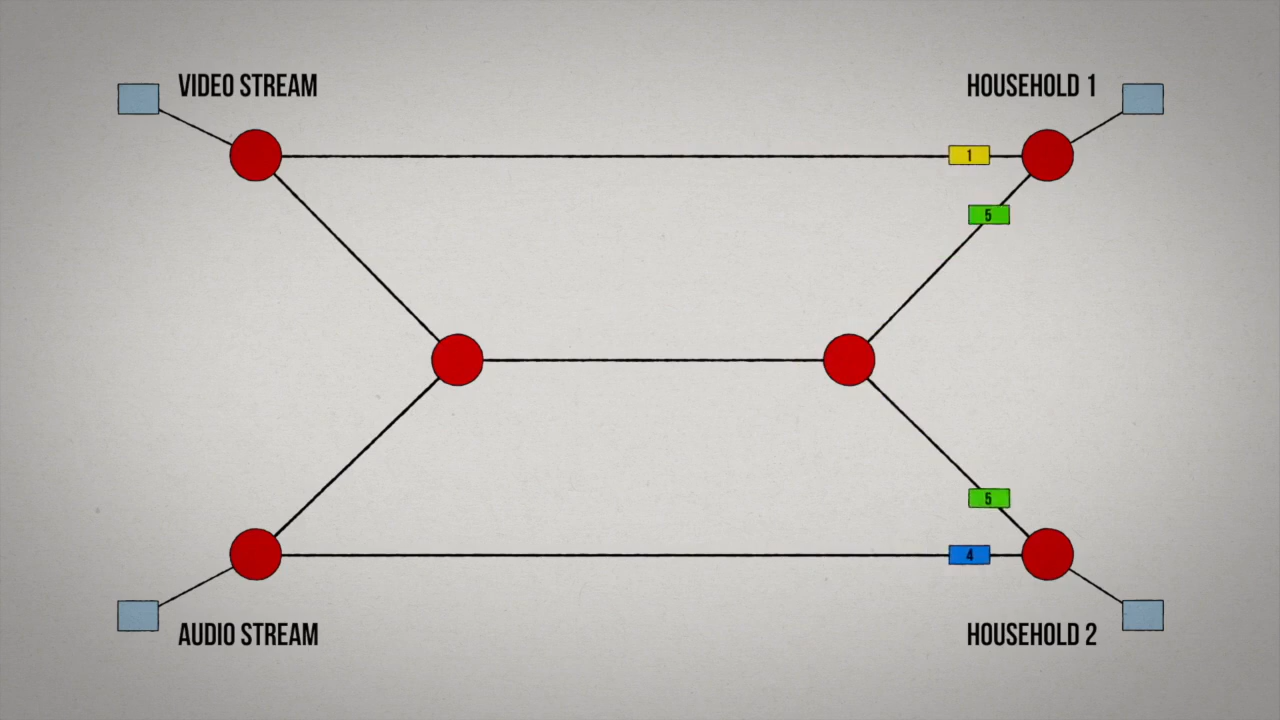 VIDEO STREAM
HOUSEHOLD 1
1
5
5
4
AUDIO STREAM
HOUSEHOLD 2